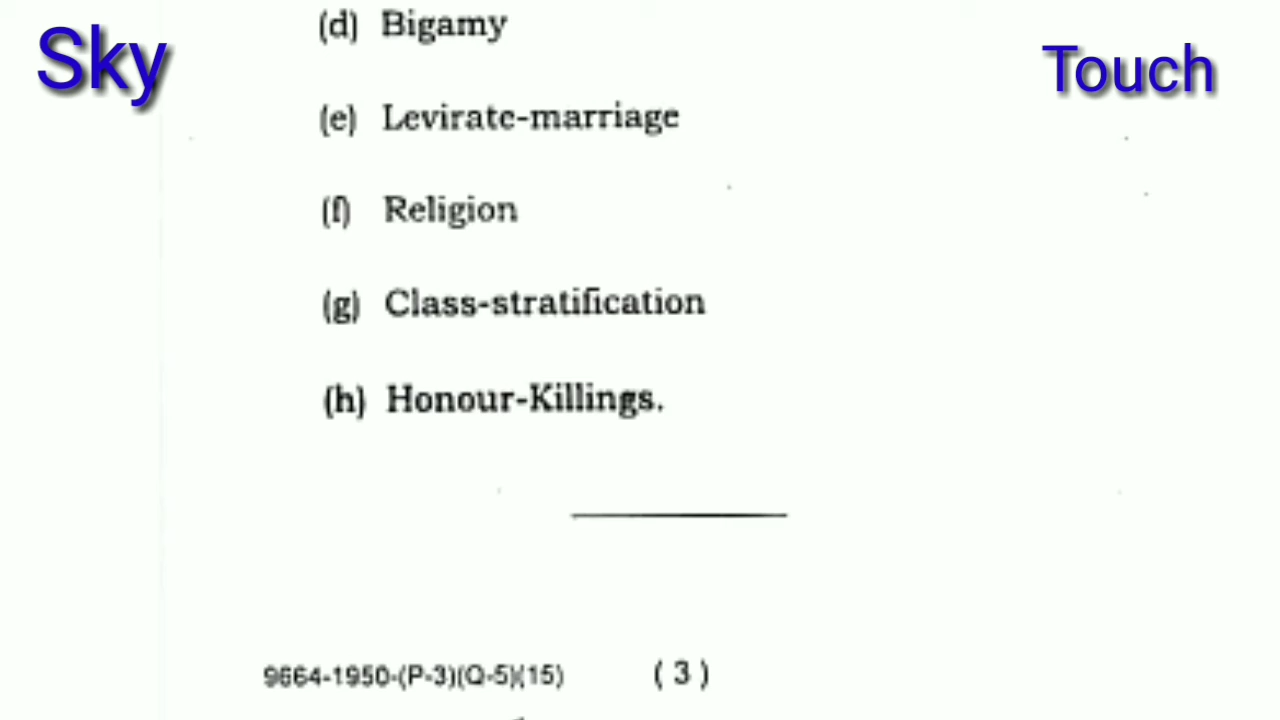 Sky
Touch
(d) Bigamy
(e) Levirate-marriage
(f) Religion
(g) Class-stratification
(h) Honour-Killings.
9664-1950-(P-3)(Q-5)(15) ( 3 )